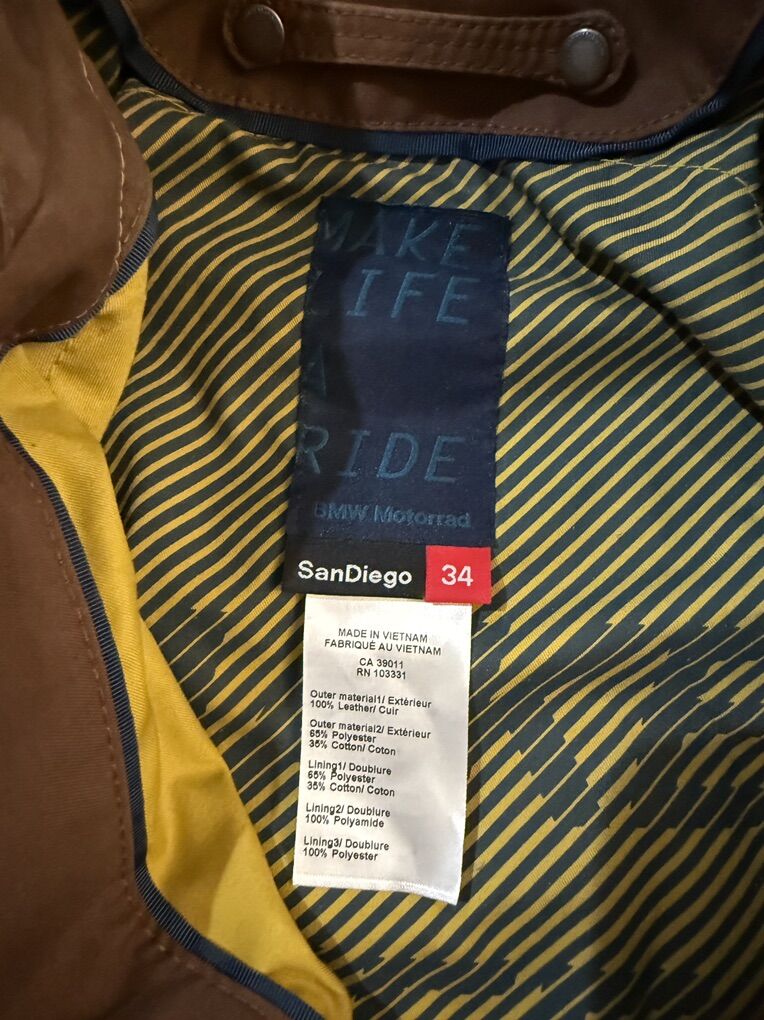 MAKE
LIFE
A
RIDE
BMW Motorrad
SanDiego 34
MADE IN VIETNAM
FABRIQUÉ AU VIETNAM
CA 39011
RN 103331
Outer material1/ Extérieur
100% Leather/ Cuir
Outer material2/ Extérieur
65% Polyester
35% Cotton/ Coton
Lining1/ Doublure
65% Polyester
35% Cotton/ Coton
Lining2/ Doublure
100% Polyamide
Lining3/ Doublure
100% Polyester